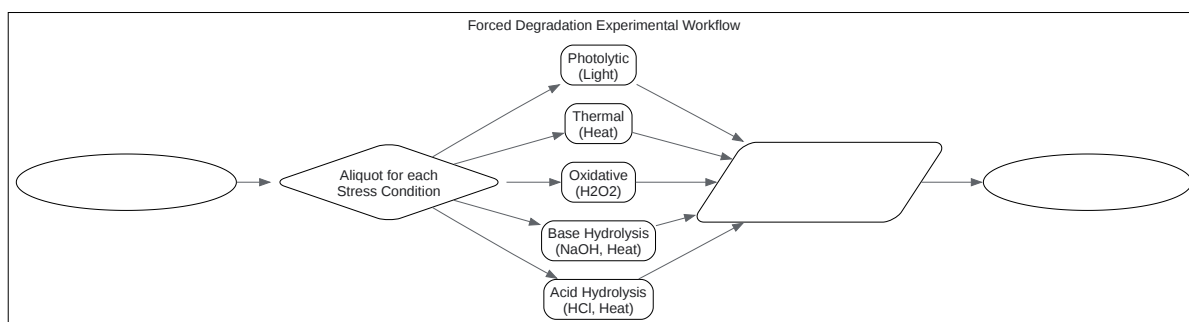 Forced Degradation Experimental Workflow
Photolytic
(Light)
Thermal
(Heat)
Aliquot for each
Stress Condition
Oxidative
(H2O2)
Base Hydrolysis
(NaOH, Heat)
Acid Hydrolysis
(HCl, Heat)